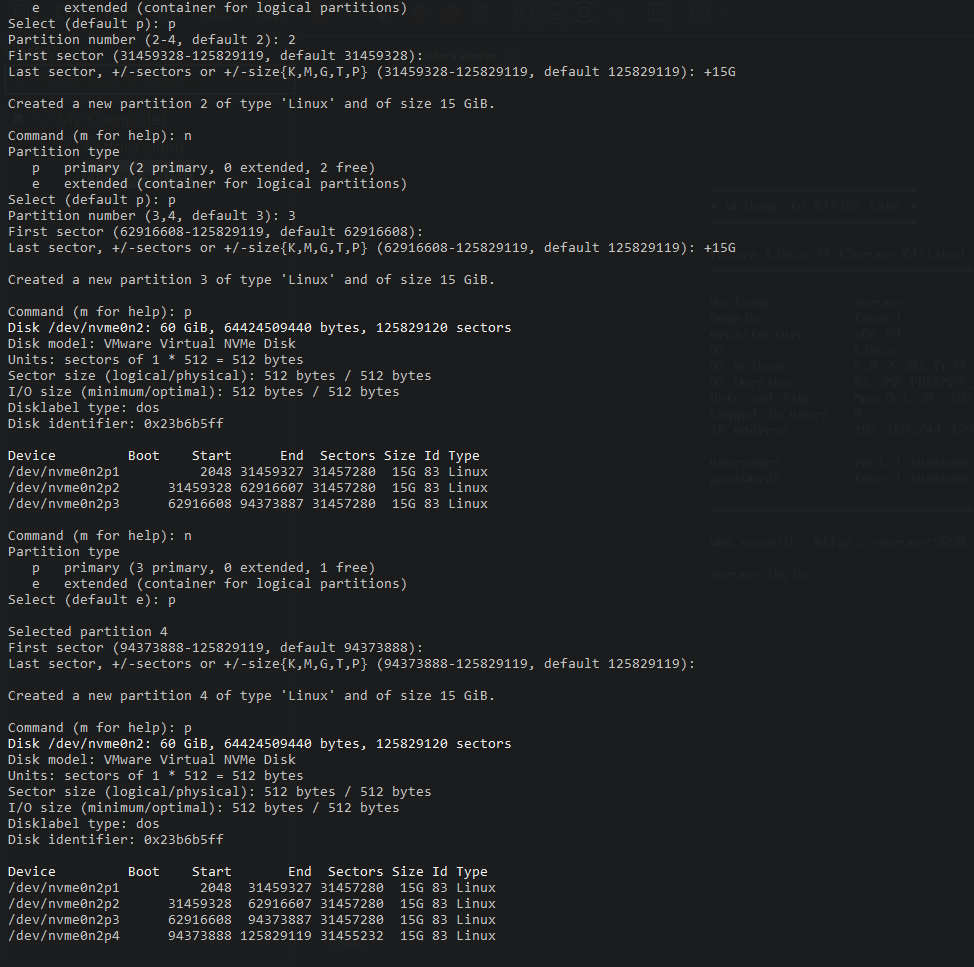 e   extended (container for logical partitions)
Select (default p): p
Partition number (2-4, default 2): 2
First sector (31459328-125829119, default 31459328):
Last sector, +/-sectors or +/-size{K,M,G,T,P} (31459328-125829119, default 125829119): +15G
Created a new partition 2 of type 'Linux' and of size 15 GiB.
My Computer
Command (m for help): n
Partition type
p   primary (2 primary, 0 extended, 2 free)
e   extended (container for logical partitions)
Select (default p): p
Partition number (3,4, default 3): 3
First sector (62916608-125829119, default 62916608):
Last sector, +/-sectors or +/-size{K,M,G,T,P} (62916608-125829119, default 125829119): +15G
Created a new partition 3 of type 'Linux' and of size 15 GiB.
Command (m for help): p
Disk /dev/nvme0n2: 60 GiB, 64424509440 bytes, 125829120 sectors
Disk model: VMware Virtual NVMe Disk
Units: sectors of 1 * 512 = 512 bytes
Sector size (logical/physical): 512 bytes / 512 bytes
I/O size (minimum/optimal): 512 bytes / 512 bytes
Disklabel type: dos
Disk identifier: 0x23b6b5ff
Device         Boot    Start      End  Sectors Size Id Type
/dev/nvme0n2p1          2048 31459327 31457280  15G 83 Linux
/dev/nvme0n2p2      31459328 62916607 31457280  15G 83 Linux
/dev/nvme0n2p3      62916608 94373887 31457280  15G 83 Linux
Command (m for help): n
Partition type
p   primary (3 primary, 0 extended, 1 free)
e   extended (container for logical partitions)
Select (default e): p
Selected partition 4
First sector (94373888-125829119, default 94373888):
Last sector, +/-sectors or +/-size{K,M,G,T,P} (94373888-125829119, default 125829119):
Created a new partition 4 of type 'Linux' and of size 15 GiB.
Command (m for help): p
Disk /dev/nvme0n2: 60 GiB, 64424509440 bytes, 125829120 sectors
Disk model: VMware Virtual NVMe Disk
Units: sectors of 1 * 512 = 512 bytes
Sector size (logical/physical): 512 bytes / 512 bytes
I/O size (minimum/optimal): 512 bytes / 512 bytes
Disklabel type: dos
Disk identifier: 0x23b6b5ff
Device         Boot    Start       End  Sectors Size Id Type
/dev/nvme0n2p1          2048  31459327 31457280  15G 83 Linux
/dev/nvme0n2p2      31459328  62916607 31457280  15G 83 Linux
/dev/nvme0n2p3      62916608  94373887 31457280  15G 83 Linux
/dev/nvme0n2p4      94373888 125829119 31455232  15G 83 Linux